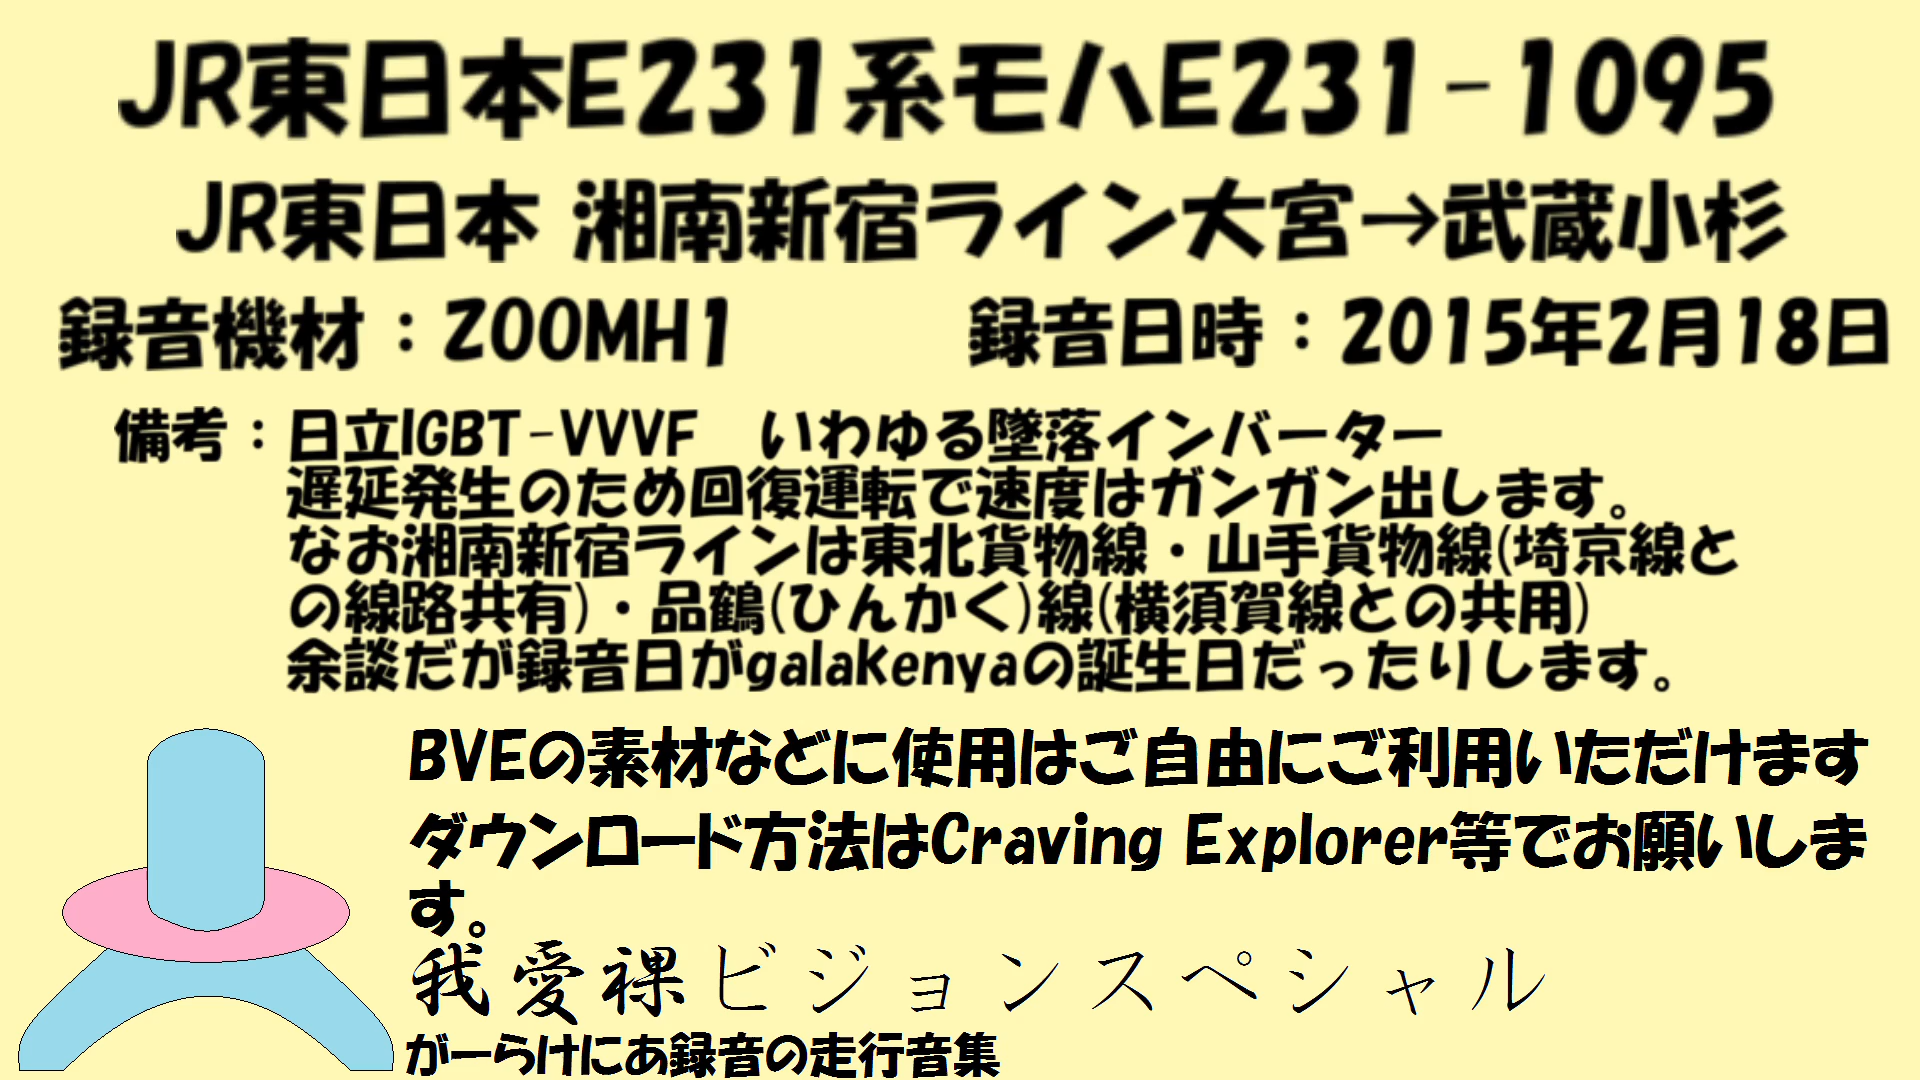 JR東日本E231系モハE231-1095
JR東日本 湘南新宿ライン大宮→武蔵小杉
録音機材：ZOOMH1　録音日時：2015年2月18日
備考：日立IGBT-VVVF　いわゆる墜落インバーター
遅延発生のため回復運転で速度はガンガン出します。
なお湘南新宿ラインは東北貨物線・山手貨物線(埼京線と
の線路共有)・品鶴(ひんかく)線(横須賀線との共用)
余談だが録音日がgalakenyaの誕生日だったりします。
BVEの素材などに使用はご自由にご利用いただけます
ダウンロード方法はCraving Explorer等でお願いしま
す。
我愛裸ビジョンスペシャル
がーらけにあ録音の走行音集